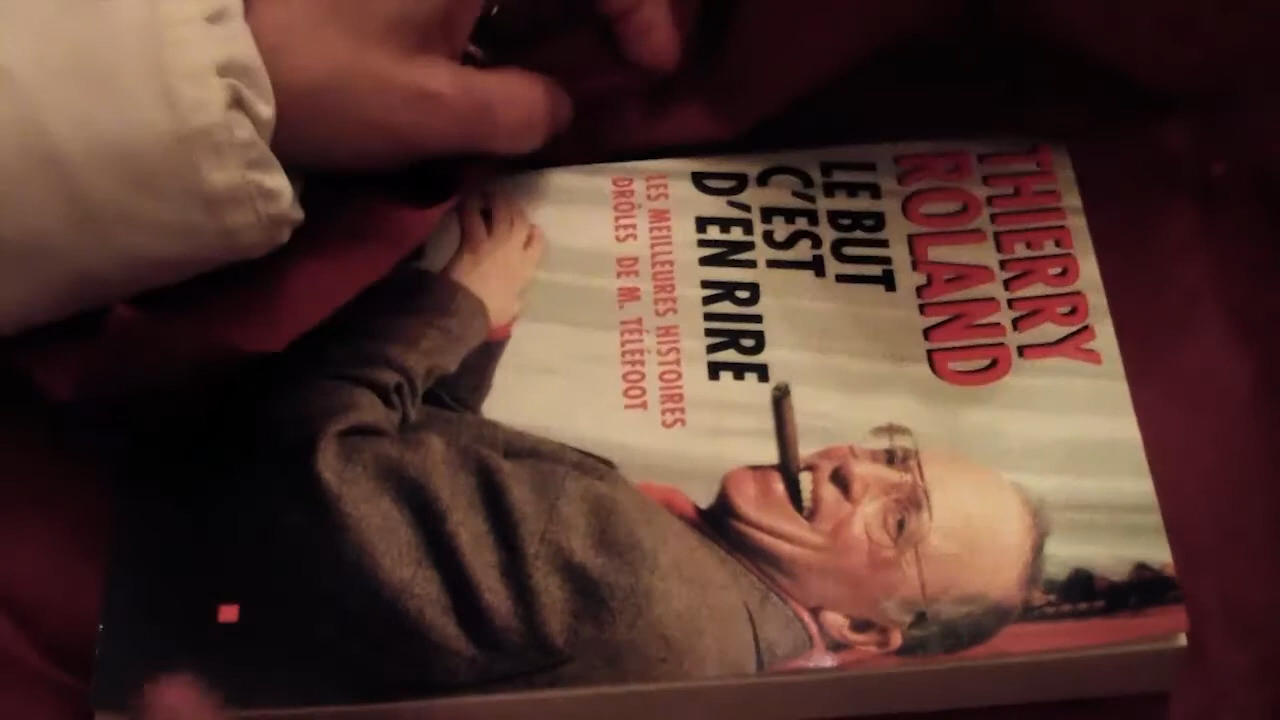 THIERRY
ROLAND
LE BUT
C'EST
D'EN RIRE
LES MEILLEURES HISTOIRES
DRÔLES DE M. TÉLÉFOOT